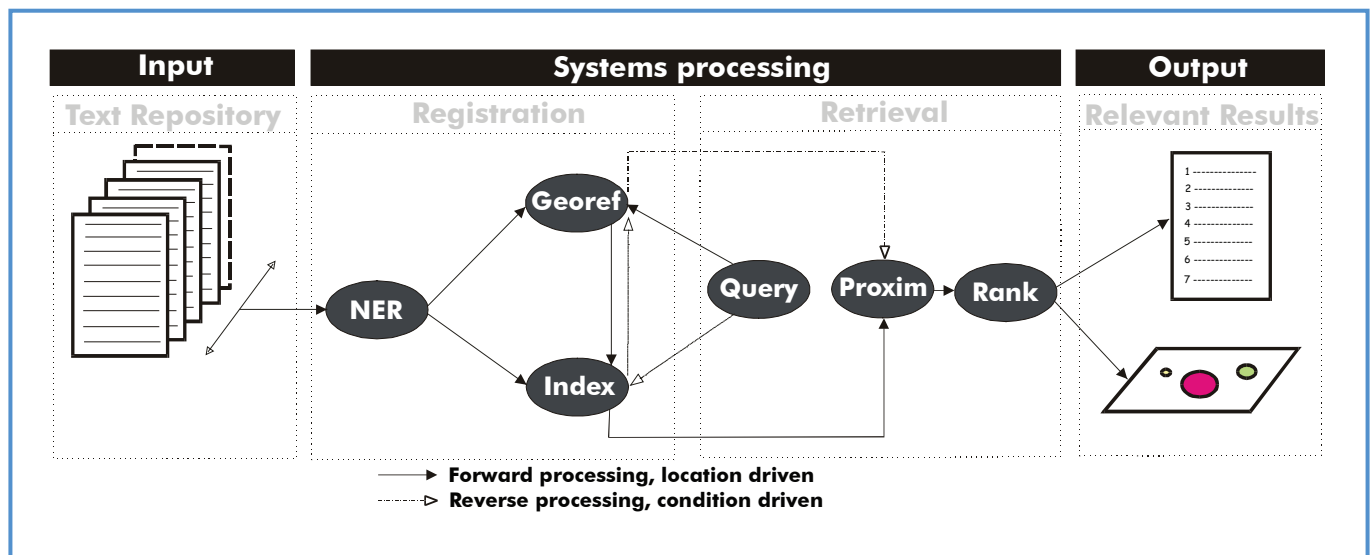 Input
Systems processing
Output
Text Repository
Registration
Retrieval
Relevant Results
Georef
NER
Index
Query
Proxim
Rank
1 ---------------
2 --------------
3 --------------
4 --------------
5 --------------
6 --------------
7 --------------
Forward processing, location driven
Reverse processing, condition driven